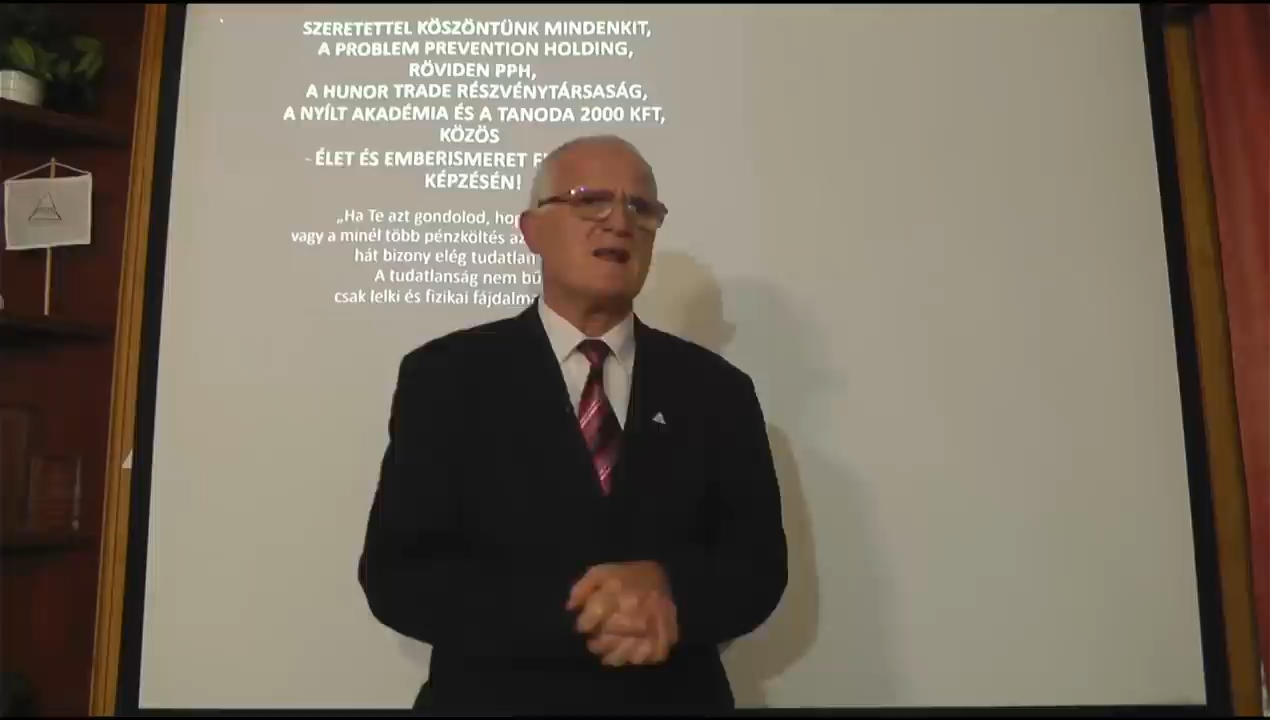 SZERETETTEL KÖSZÖNTÜNK MINDENKIT,
A PROBLEM PREVENTION HOLDING,
RÖVIDEN PPH,
A HUNOR TRADE RÉSZVÉNYTÁRSASÁG,
A NYÍLT AKADÉMIA ÉS A TANODA 2000 KFT,
KÖZÖS
- ÉLET ÉS EMBERISMERET
KÉPZÉSÉN!
„Ha Te azt gondolod,
vagy a minél több pénzköltés
hát bizony elég
A tudatlanság nem
csak lelki és fizikai